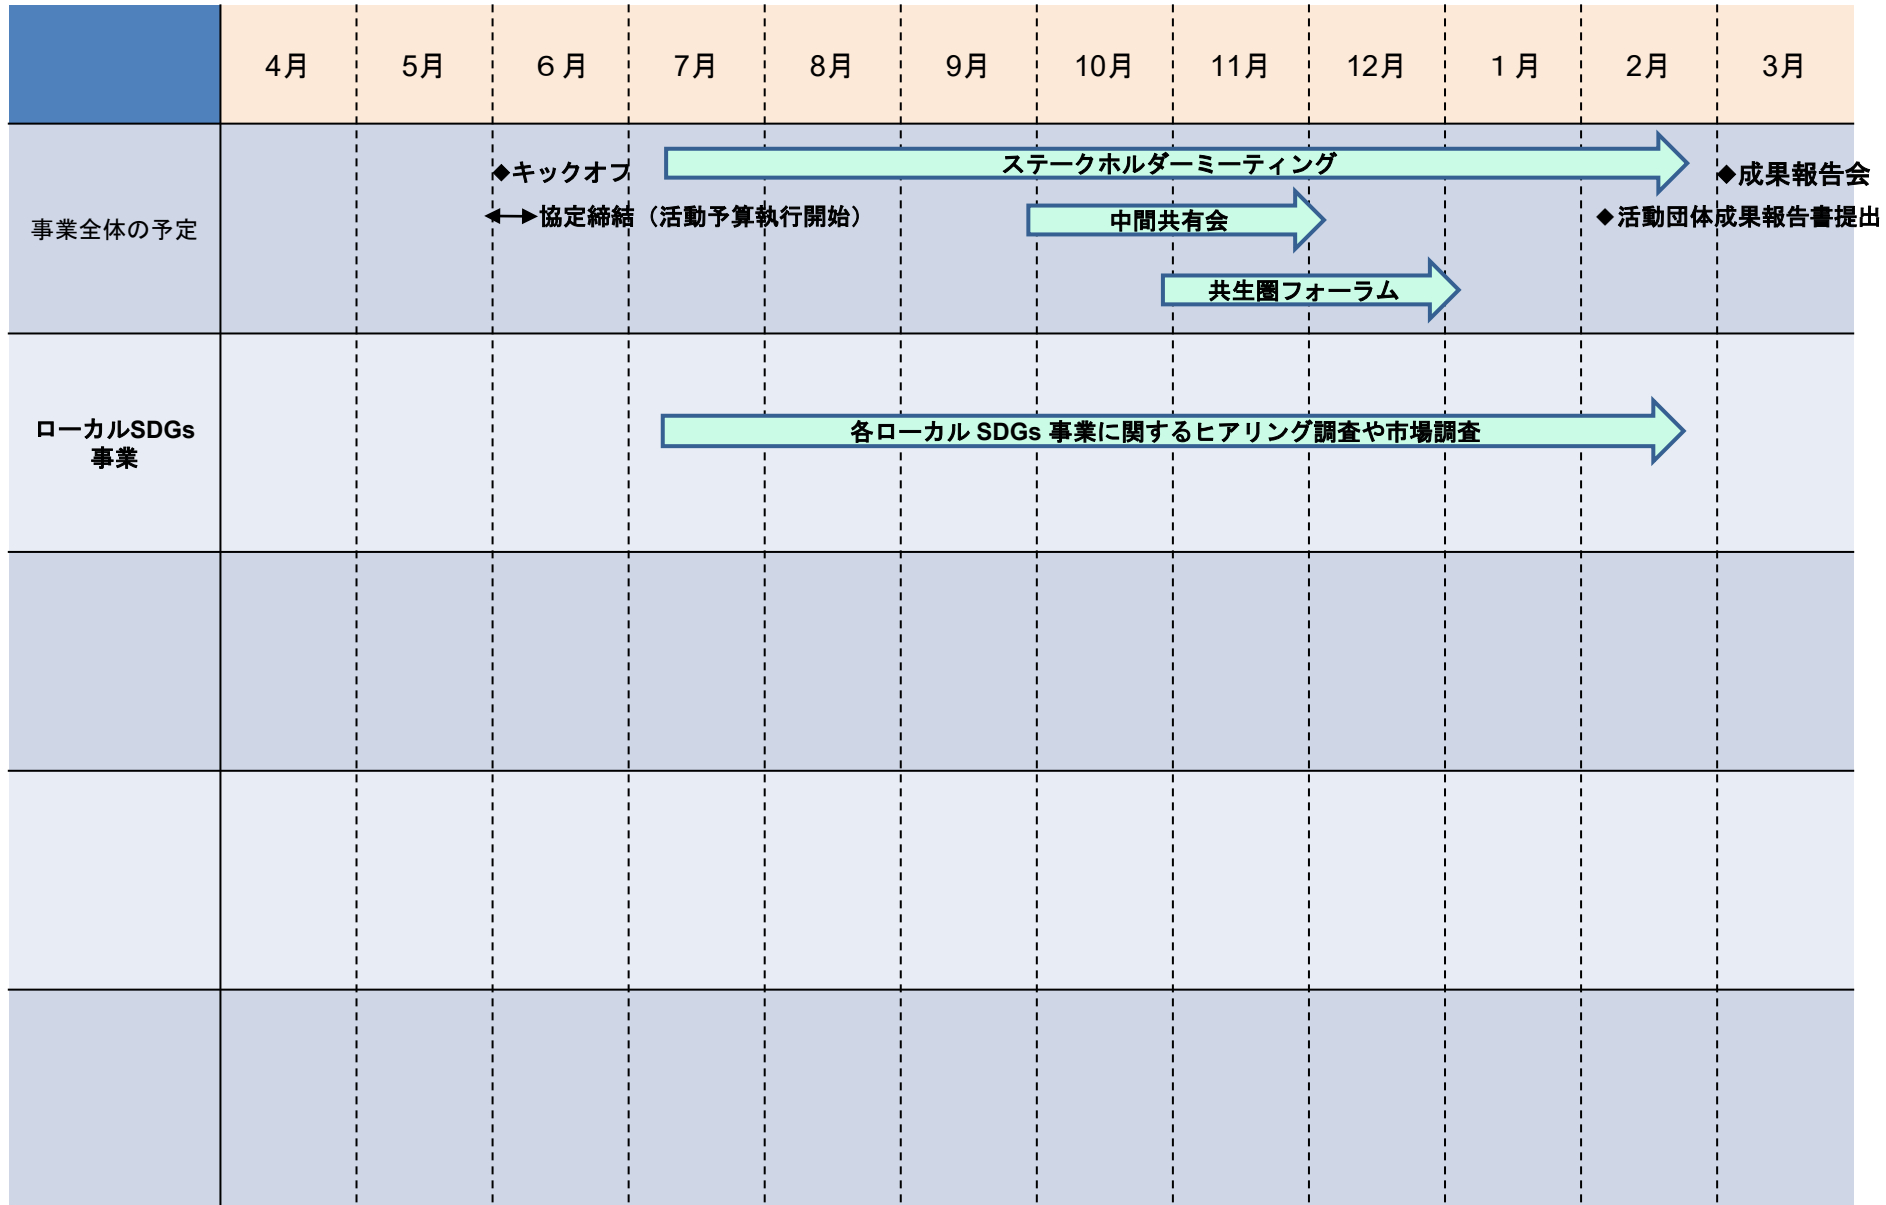 4月 5月 ６月 7月 8月 9月 10月 11月 12月 １月 2月 3月
事業全体の予定
◆キックオフ
ステークホルダーミーティング
◆成果報告会
協定締結（活動予算執行開始）
中間共有会
◆活動団体成果報告書提出
共生圏フォーラム
ローカルSDGs
事業
各ローカル SDGs 事業に関するヒアリング調査や市場調査